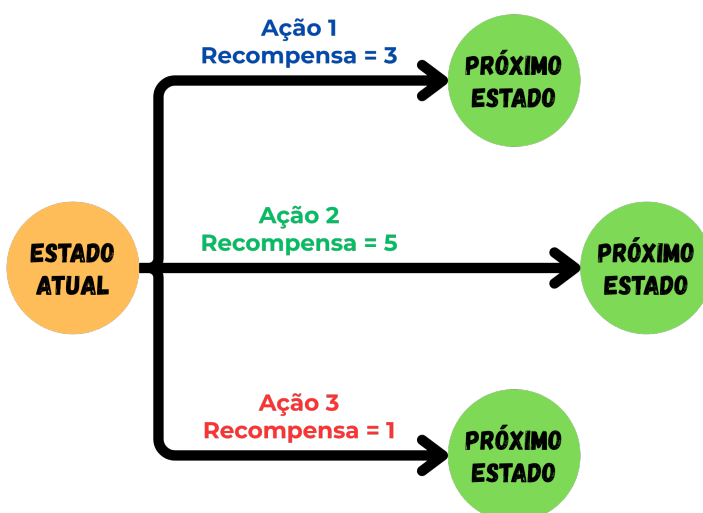 Ação 1
Recompensa = 3
PRÓXIMO
ESTADO
Ação 2
Recompensa = 5
ESTADO
ATUAL
PRÓXIMO
ESTADO
Ação 3
Recompensa = 1
PRÓXIMO
ESTADO